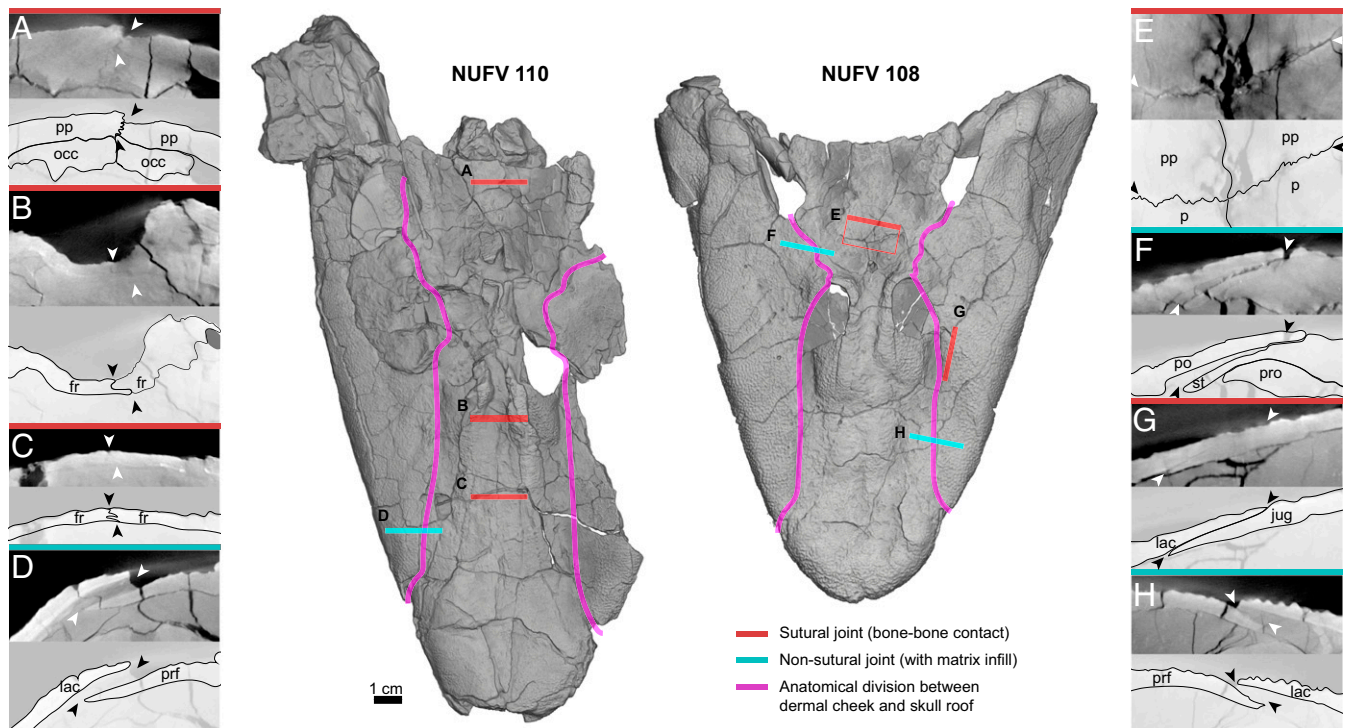 A
pp
pp
occ
occ
B
fr
fr
C
fr
fr
D
lac
prf
NUFV 110
A
B
C
D
1 cm
NUFV 108
E
F
G
H
Sutural joint (bone-bone contact)
Non-sutural joint (with matrix infill)
Anatomical division between
dermal cheek and skull roof
E
pp
pp
p
p
F
po
st
pro
G
jug
lac
H
prf
lac